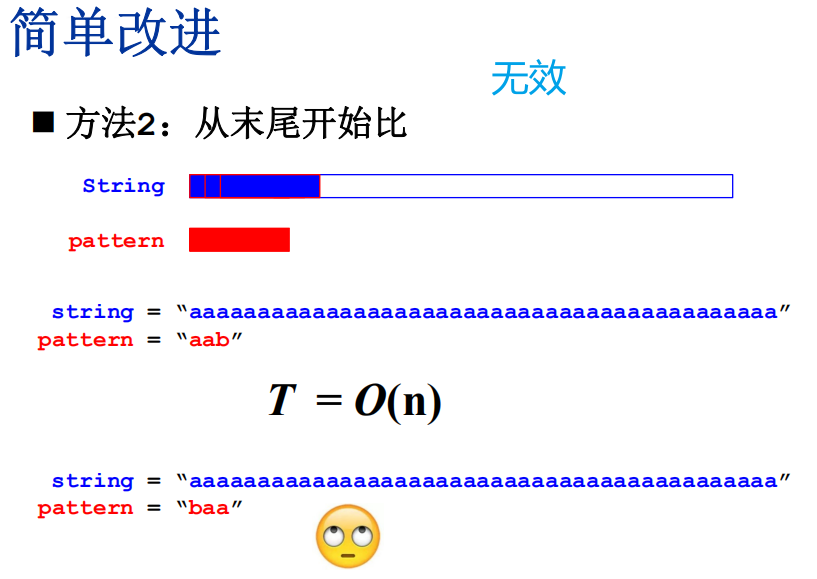 简单改进
无效
■ 方法2：从末尾开始比
String
pattern
string = “aaaaaaaaaaaaaaaaaaaaaaaaaaaaaaaaaaaaaaaaaaa”
pattern = “aab”
T = O(n)
string = “aaaaaaaaaaaaaaaaaaaaaaaaaaaaaaaaaaaaaaaaaaa”
pattern = “baa”